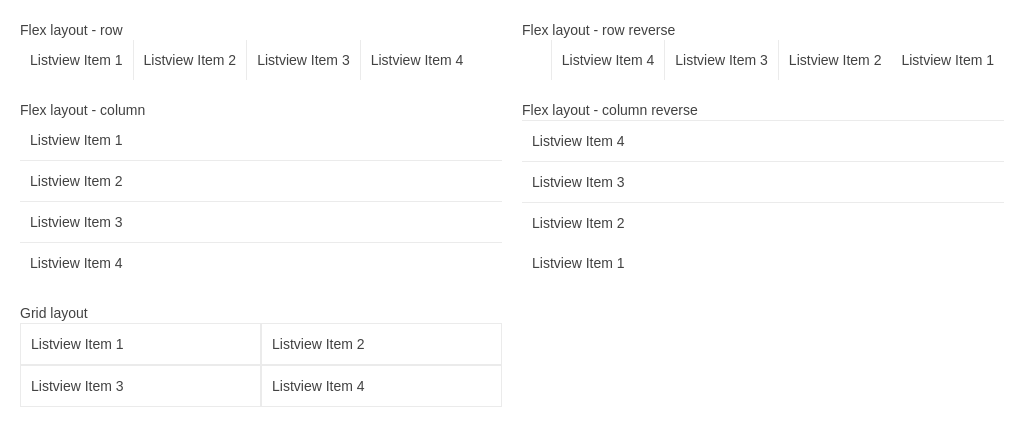 Flex layout - row
Listview Item 1 Listview Item 2 Listview Item 3 Listview Item 4
Flex layout - row reverse
Listview Item 4 Listview Item 3 Listview Item 2 Listview Item 1
Flex layout - column
Listview Item 1
Listview Item 2
Listview Item 3
Listview Item 4
Flex layout - column reverse
Listview Item 4
Listview Item 3
Listview Item 2
Listview Item 1
Grid layout
Listview Item 1 Listview Item 2
Listview Item 3 Listview Item 4